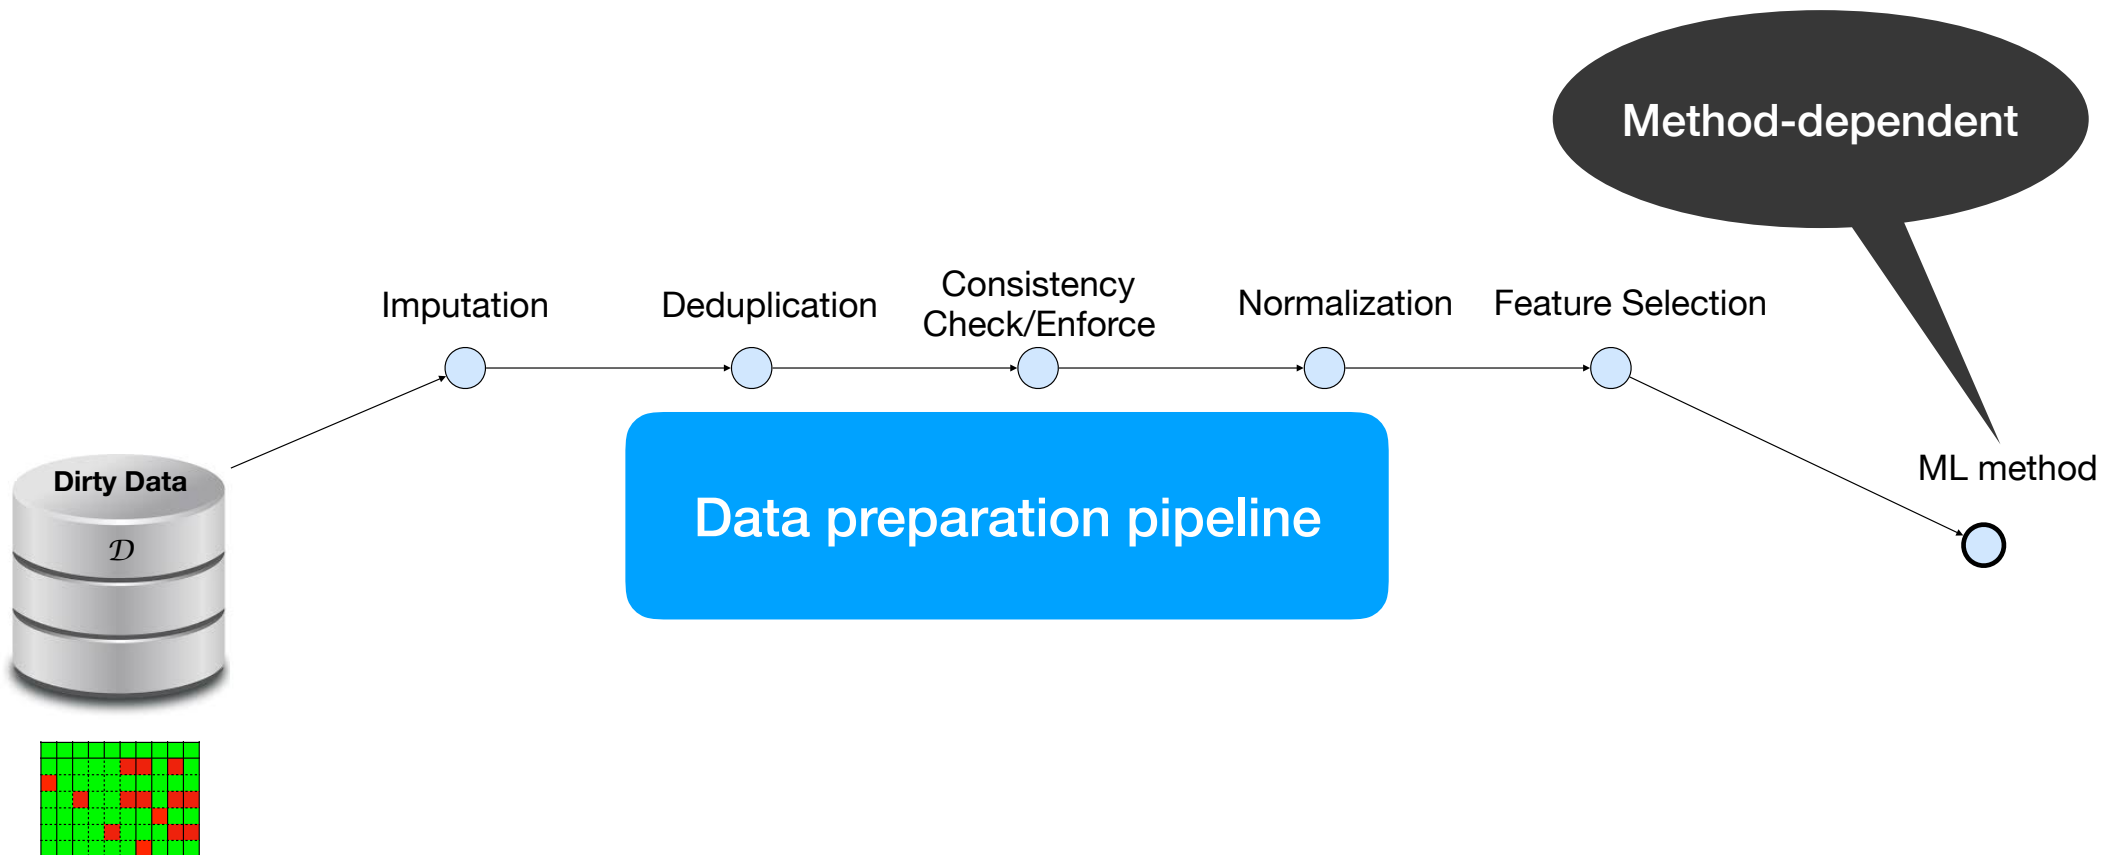 Method-dependent
Imputation
Deduplication
Consistency
Check/Enforce
Normalization
Feature Selection
ML method
Dirty Data
𝒟
Data preparation pipeline